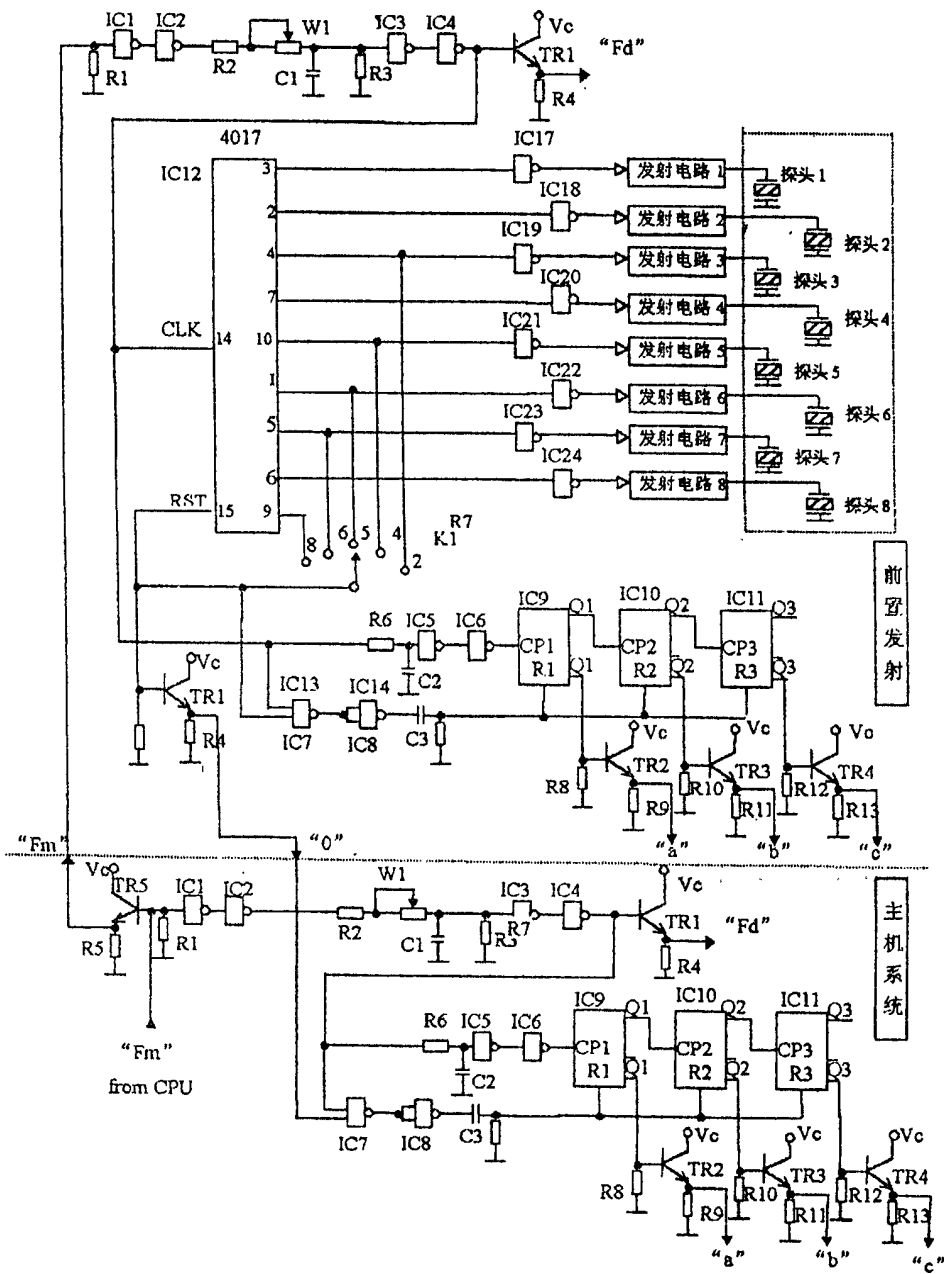 IC1 IC2 W1 IC3 IC4 Vc
R1 R2 C1 R3 TR1 “Fd”
R4
4017
IC12
3 IC17 发射电路 1 探头 1
2 IC18 发射电路 2 探头 2
4 IC19 发射电路 3 探头 3
7 IC20 发射电路 4 探头 4
CLK 14 10 IC21 发射电路 5 探头 5
1 IC22 发射电路 6 探头 6
5 IC23 发射电路 7 探头 7
6 IC24 发射电路 8 探头 8
RST 15 9
8 6 5 4 2 R7
K1
前置发射
IC9 Q1 IC10 Q2 IC11 Q3
R6 IC5 IC6 CP1 CP2 CP3
C2 R1 Q1 R2 Q2 R3 Q3
Vc
TR1
R4
IC13 IC14
IC7 IC8 C3
Vc Vc Vc
TR2 TR3 TR4
R8 R9 R10 R11 R12 R13
“a” “b” “c”
“Fm” “0”
Vc TR5 IC1 IC2 W1 IC3 IC4 Vc
R5 R1 R2 C1 R3 R7 TR1 “Fd”
R4
主机系统
“Fm”
from CPU
IC9 Q1 IC10 Q2 IC11 Q3
R6 IC5 IC6 CP1 CP2 CP3
C2 R1 Q1 R2 Q2 R3 Q3
IC7 IC8 C3
Vc Vc Vc
TR2 TR3 TR4
R8 R9 R10 R11 R12 R13
“a” “b” “c”